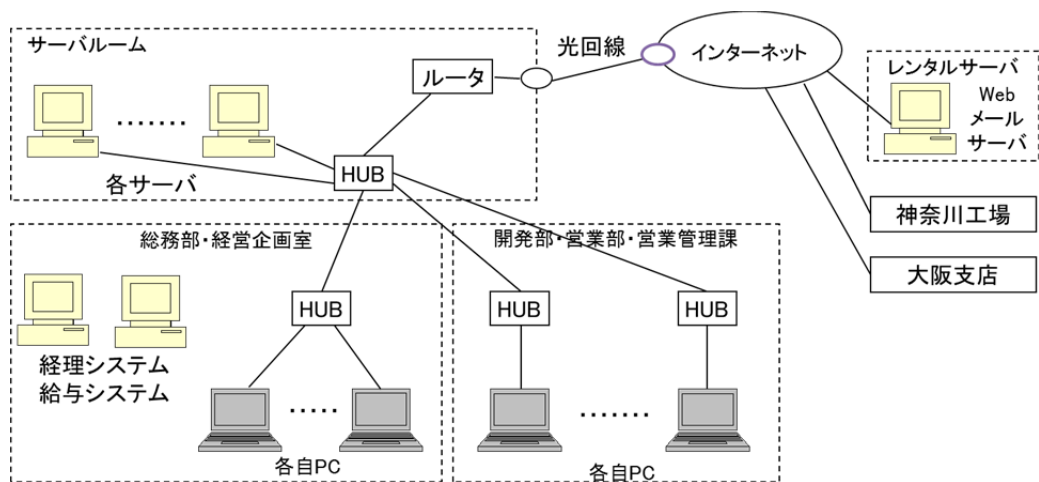 サーバルーム
光回線
インターネット
ルータ
レンタルサーバ
Web
メール
サーバ
・・・・・・・
各サーバ
HUB
神奈川工場
総務部・経営企画室
開発部・営業部・営業管理課
大阪支店
HUB
HUB
HUB
経理システム
給与システム
・・・・・
・・・・・・・
各自PC
各自PC